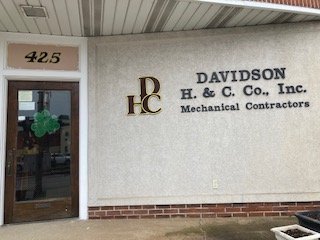 425
DHC
DAVIDSON
H. & C. Co., Inc.
Mechanical Contractors